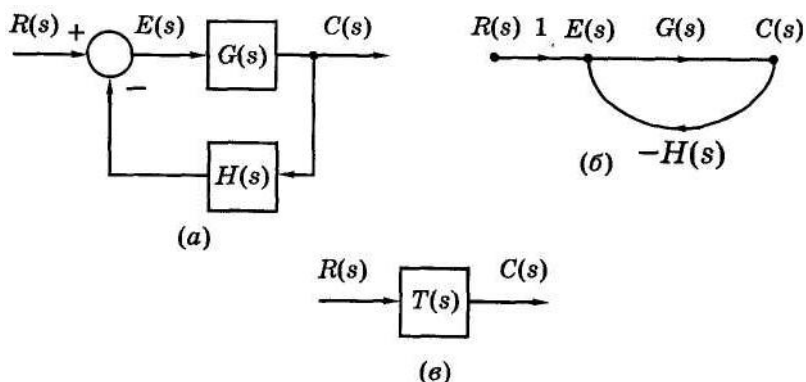 R(s) + E(s) C(s)
G(s)
−
H(s)
(а)
R(s) 1 E(s) G(s) C(s)
−H(s)
(б)
R(s) C(s)
T(s)
(в)